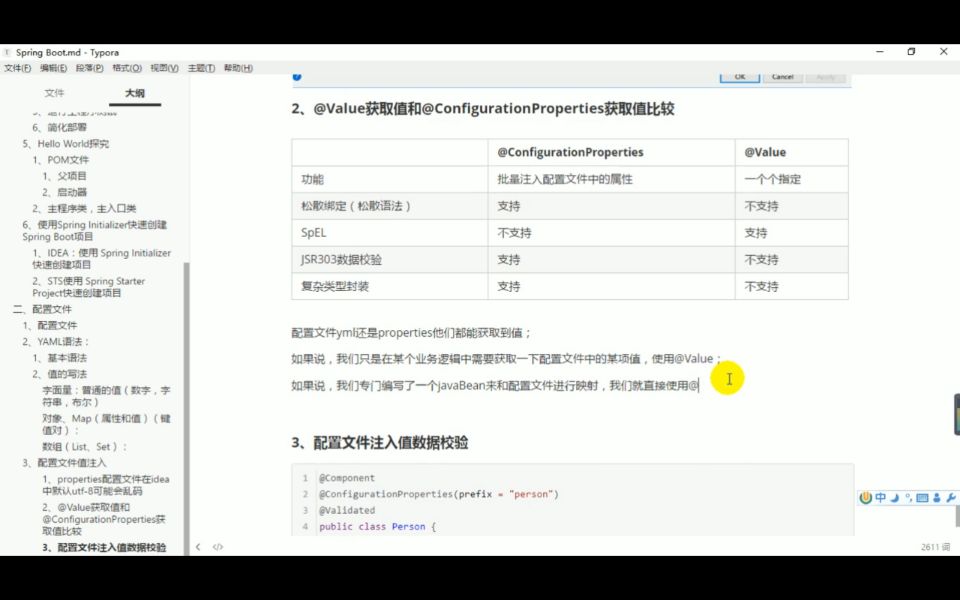 Spring Boot.md - Typora
文件(F) 编辑(E) 段落(P) 格式(O) 视图(V) 主题(T) 帮助(H)
文件 大纲
6、简化部署
5、Hello World探究
1、POM文件
1、父项目
2、启动器
2、主程序类，主入口类
6、使用Spring Initializer快速创建
Spring Boot项目
1、IDEA：使用 Spring Initializer
快速创建项目
2、STS使用 Spring Starter
Project快速创建项目
二、配置文件
1、配置文件
2、YAML语法：
1、基本语法
2、值的写法
字面量：普通的值（数字，字
符串，布尔）
对象、Map（属性和值）（键
值对）：
数组（List、Set）：
3、配置文件值注入
1、properties配置文件在idea
中默认utf-8可能会乱码
2、@Value获取值和
@ConfigurationProperties获
取值比较
3、配置文件注入值数据校验
OK Cancel Apply
2、@Value获取值和@ConfigurationProperties获取值比较
@ConfigurationProperties @Value
功能 批量注入配置文件中的属性 一个个指定
松散绑定（松散语法） 支持 不支持
SpEL 不支持 支持
JSR303数据校验 支持 不支持
复杂类型封装 支持 不支持
配置文件yml还是properties他们都能获取到值；
如果说，我们只是在某个业务逻辑中需要获取一下配置文件中的某项值，使用@Value；
如果说，我们专门编写了一个javaBean来和配置文件进行映射，我们就直接使用@
3、配置文件注入值数据校验
1 @Component
2 @ConfigurationProperties(prefix = "person")
3 @Validated
4 public class Person {
中
2611 词